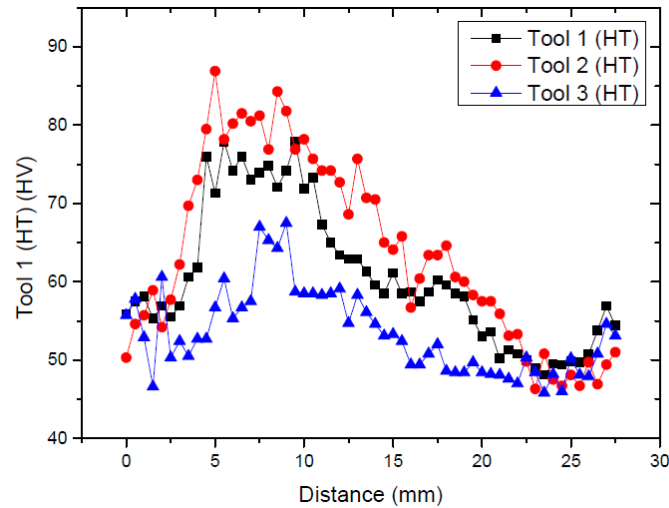 Tool 1 (HT)
Tool 2 (HT)
Tool 3 (HT)
90
80
70
60
50
40
Tool 1 (HT) (HV)
0 5 10 15 20 25 30
Distance (mm)